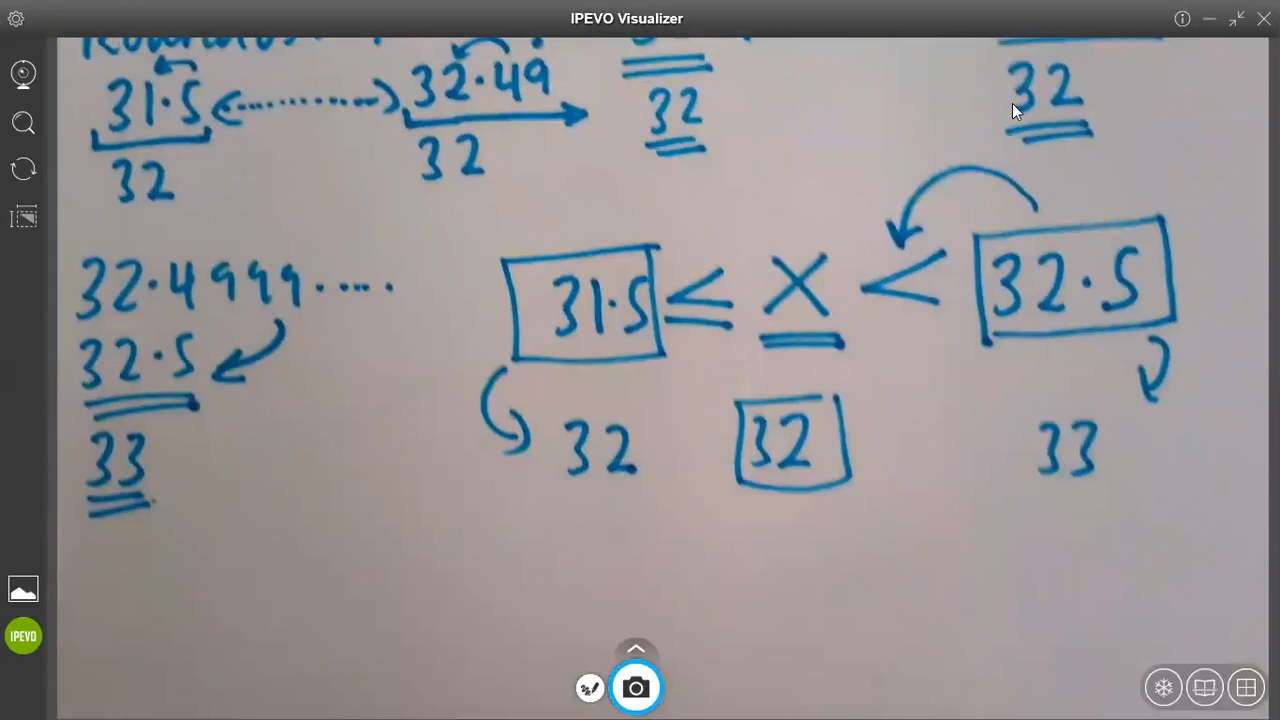 IPEVO Visualizer
31.5 <........> 32.49
32
32
32
32
32.4999.....
32.5
33
31.5 ≤ X < 32.5
32
32
33
IPEVO